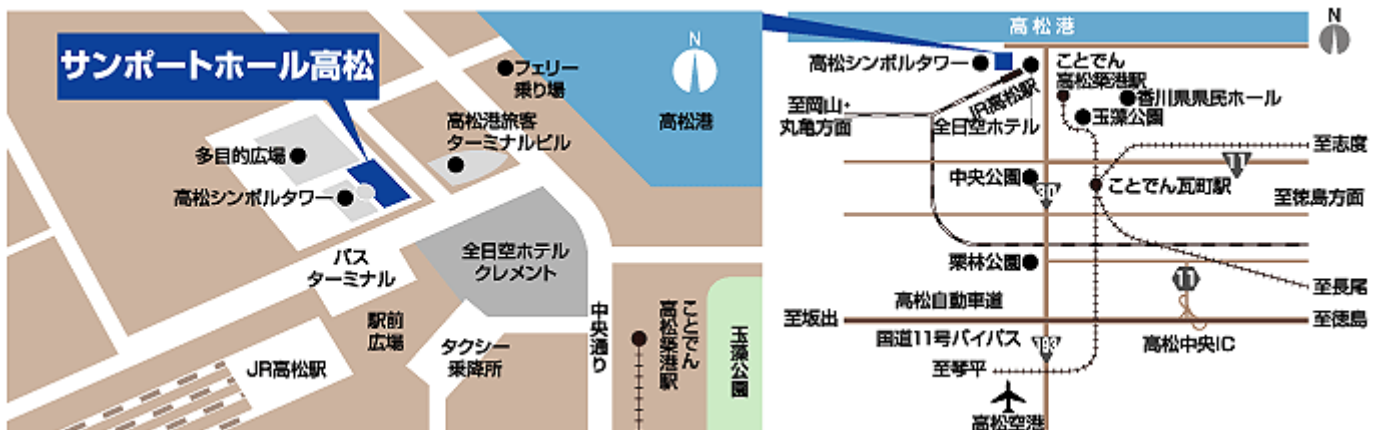 サンポートホール高松
フェリー
乗り場
N
高松港
高松港旅客
ターミナルビル
多目的広場
高松シンボルタワー
バス
ターミナル
全日空ホテル
クレメント
駅前
広場
タクシー
乗降所
JR高松駅
中央通り
ことでん
高松築港駅
玉藻公園
高松港
N
高松シンボルタワー
ことでん
高松築港駅
JR高松駅
香川県県民ホール
玉藻公園
至岡山・
丸亀方面
全日空ホテル
至志度
11
中央公園
30
ことでん瓦町駅
至徳島方面
栗林公園
11
至長尾
高松自動車道
至坂出
至徳島
国道11号バイパス
193
高松中央IC
至琴平
高松空港